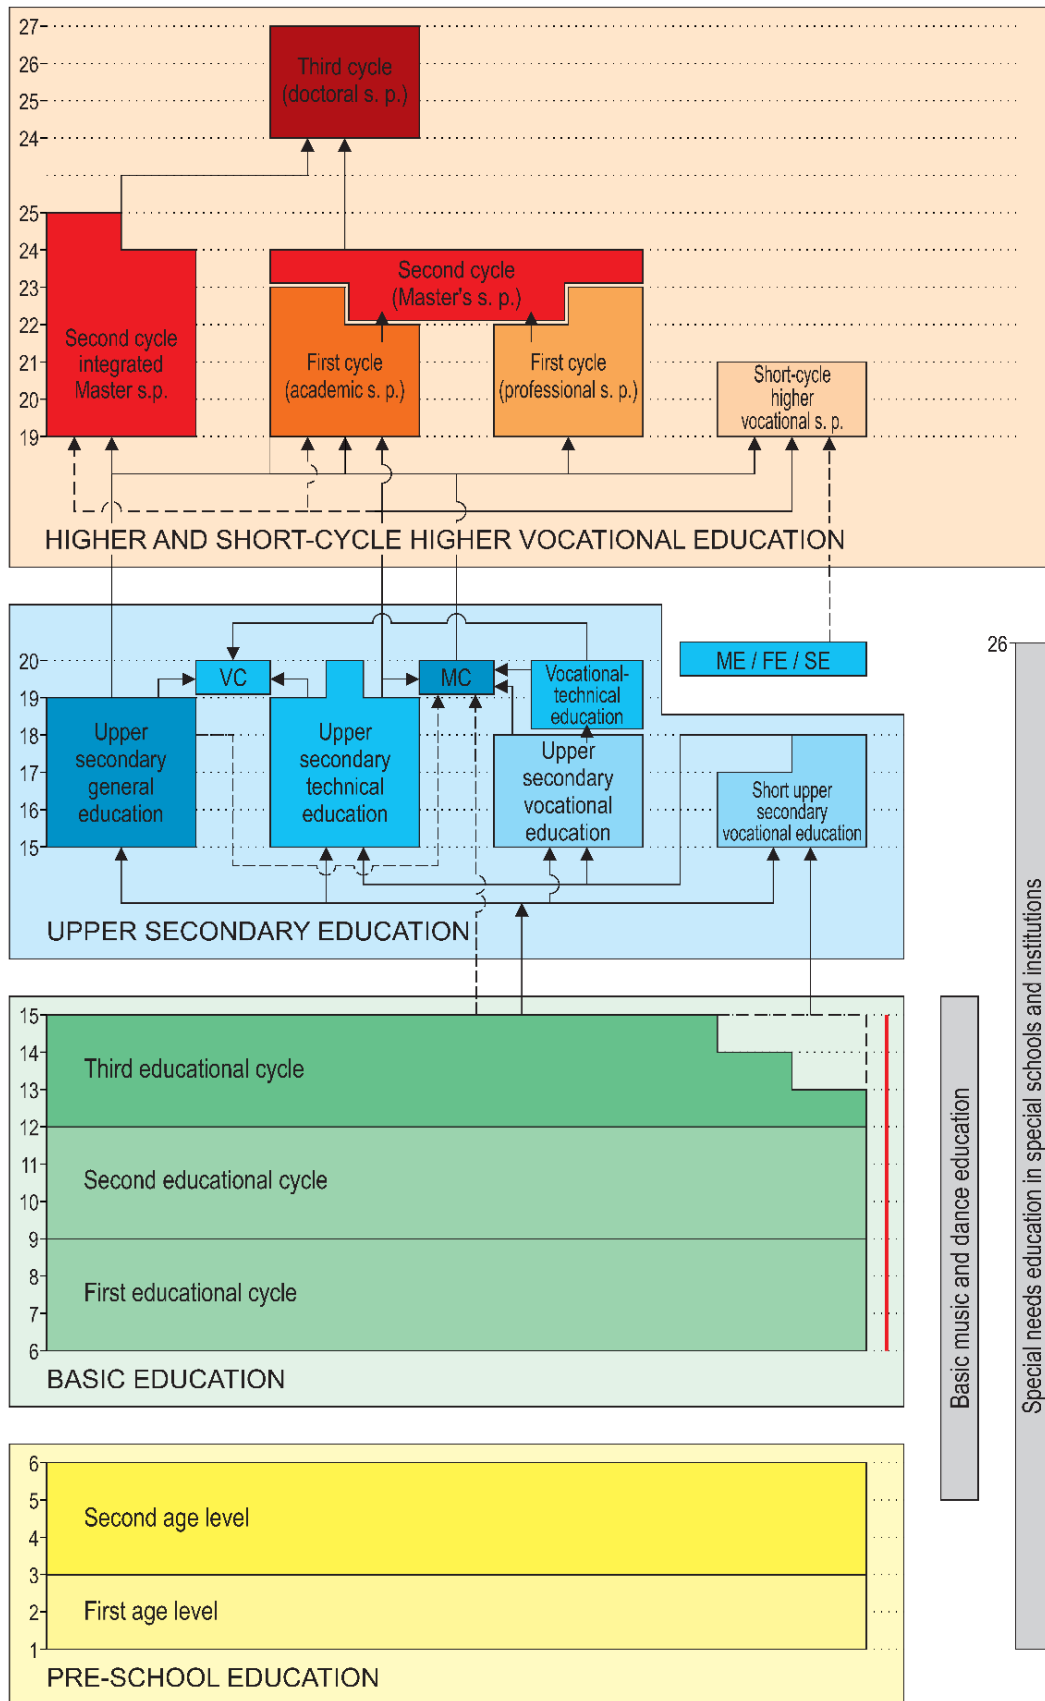 27
26
25
24
Third cycle
(doctoral s. p.)
25
24
23
22
21
20
19
Second cycle
integrated
Master s.p.
Second cycle
(Master's s. p.)
First cycle
(academic s. p.)
First cycle
(professional s. p.)
Short-cycle
higher
vocational s. p.
HIGHER AND SHORT-CYCLE HIGHER VOCATIONAL EDUCATION
20
19
18
17
16
15
VC
MC
Vocational-
technical
education
ME / FE / SE
Upper
secondary
general
education
Upper
secondary
technical
education
Upper
secondary
vocational
education
Short upper
secondary
vocational education
UPPER SECONDARY EDUCATION
15
14
13
12
11
10
9
8
7
6
Third educational cycle
Second educational cycle
First educational cycle
BASIC EDUCATION
6
5
4
3
2
1
Second age level
First age level
PRE-SCHOOL EDUCATION
Basic music and dance education
26
Special needs education in special schools and institutions